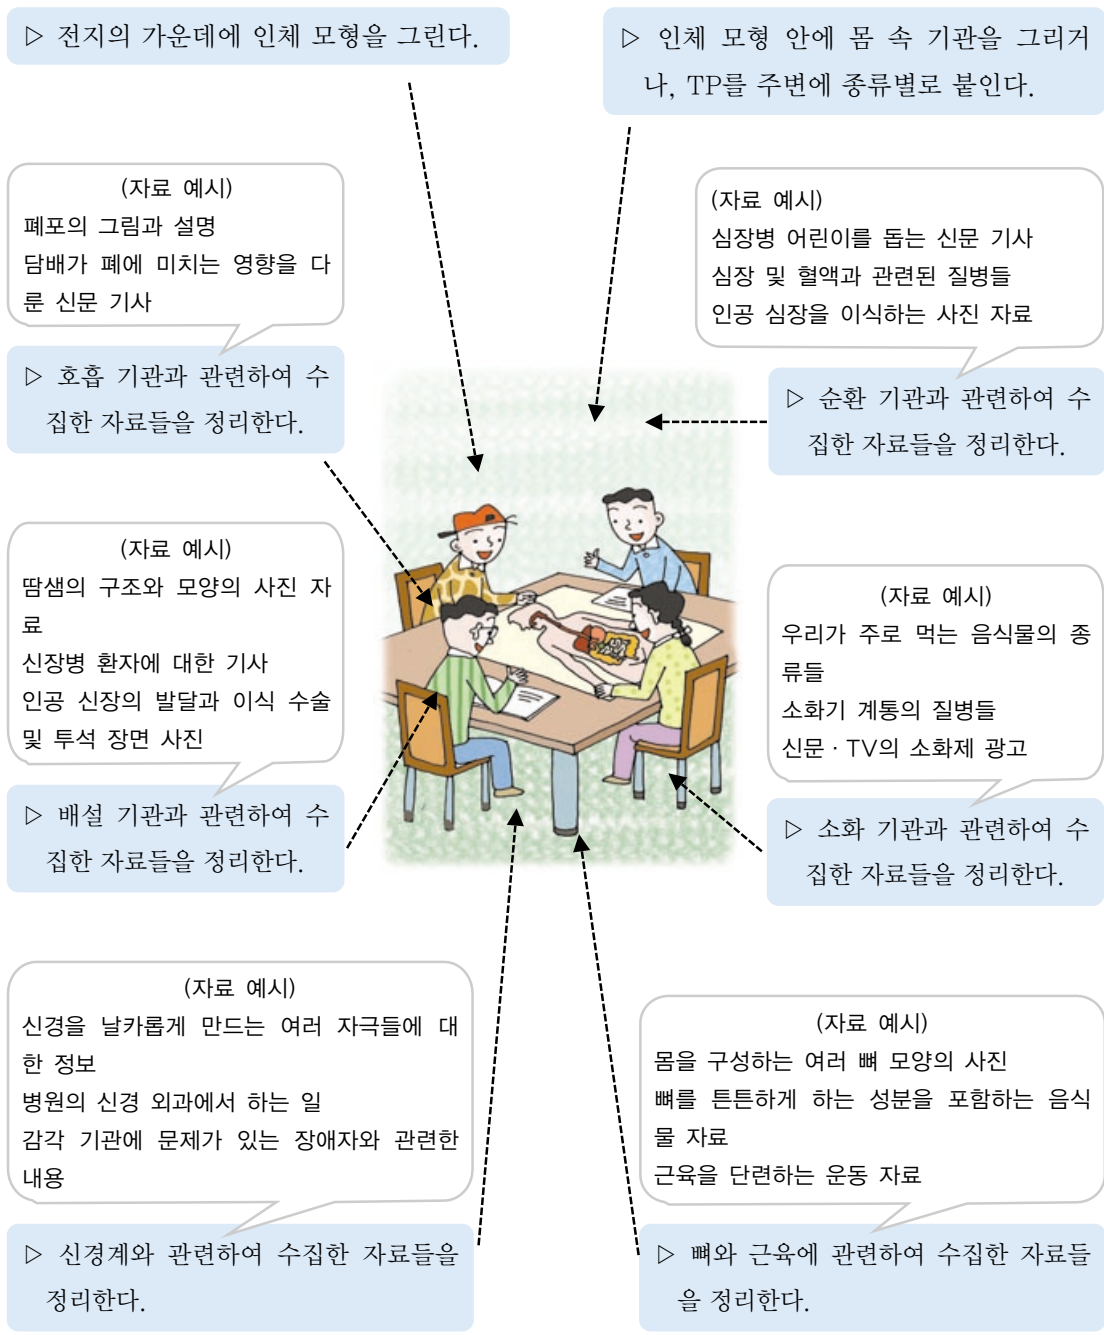 ▷ 전지의 가운데에 인체 모형을 그린다.
▷ 인체 모형 안에 몸 속 기관을 그리거
나, TP를 주변에 종류별로 붙인다.
(자료 예시)
폐포의 그림과 설명
담배가 폐에 미치는 영향을 다
룬 신문 기사
▷ 호흡 기관과 관련하여 수
집한 자료들을 정리한다.
(자료 예시)
심장병 어린이를 돕는 신문 기사
심장 및 혈액과 관련된 질병들
인공 심장을 이식하는 사진 자료
▷ 순환 기관과 관련하여 수
집한 자료들을 정리한다.
(자료 예시)
땀샘의 구조와 모양의 사진 자
료
신장병 환자에 대한 기사
인공 신장의 발달과 이식 수술
및 투석 장면 사진
▷ 배설 기관과 관련하여 수
집한 자료들을 정리한다.
(자료 예시)
우리가 주로 먹는 음식물의 종
류들
소화기 계통의 질병들
신문 · TV의 소화제 광고
▷ 소화 기관과 관련하여 수
집한 자료들을 정리한다.
(자료 예시)
신경을 날카롭게 만드는 여러 자극들에 대
한 정보
병원의 신경 외과에서 하는 일
감각 기관에 문제가 있는 장애자와 관련한
내용
▷ 신경계와 관련하여 수집한 자료들을
정리한다.
(자료 예시)
몸을 구성하는 여러 뼈 모양의 사진
뼈를 튼튼하게 하는 성분을 포함하는 음식
물 자료
근육을 단련하는 운동 자료
▷ 뼈와 근육에 관련하여 수집한 자료들
을 정리한다.